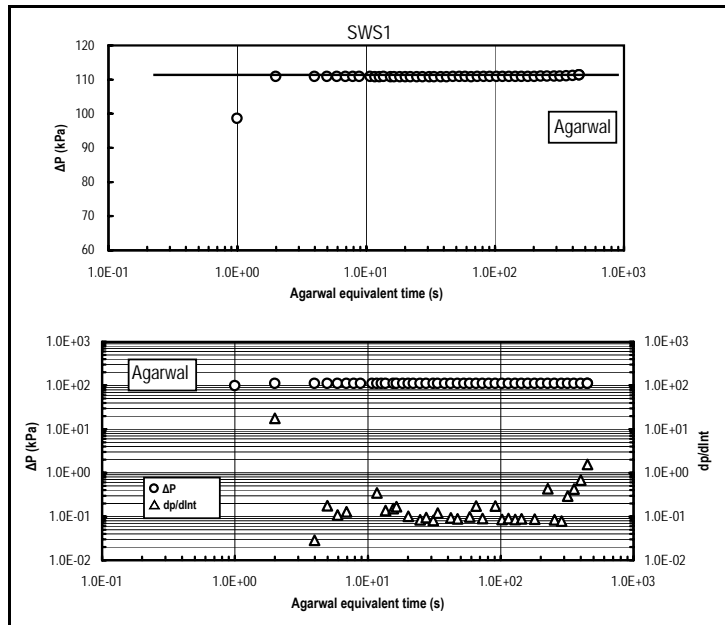 SWS1
120
110
100
90
80
70
60
ΔP (kPa)
Agarwal
1.0E-01 1.0E+00 1.0E+01 1.0E+02 1.0E+03
Agarwal equivalent time (s)
1.0E+03 1.0E+03
1.0E+02 1.0E+02
1.0E+01 1.0E+01
1.0E+00 1.0E+00
1.0E-01 1.0E-01
1.0E-02 1.0E-02
ΔP (kPa)
dp/dlnt
Agarwal
ΔP
dp/dlnt
1.0E-01 1.0E+00 1.0E+01 1.0E+02 1.0E+03
Agarwal equivalent time (s)